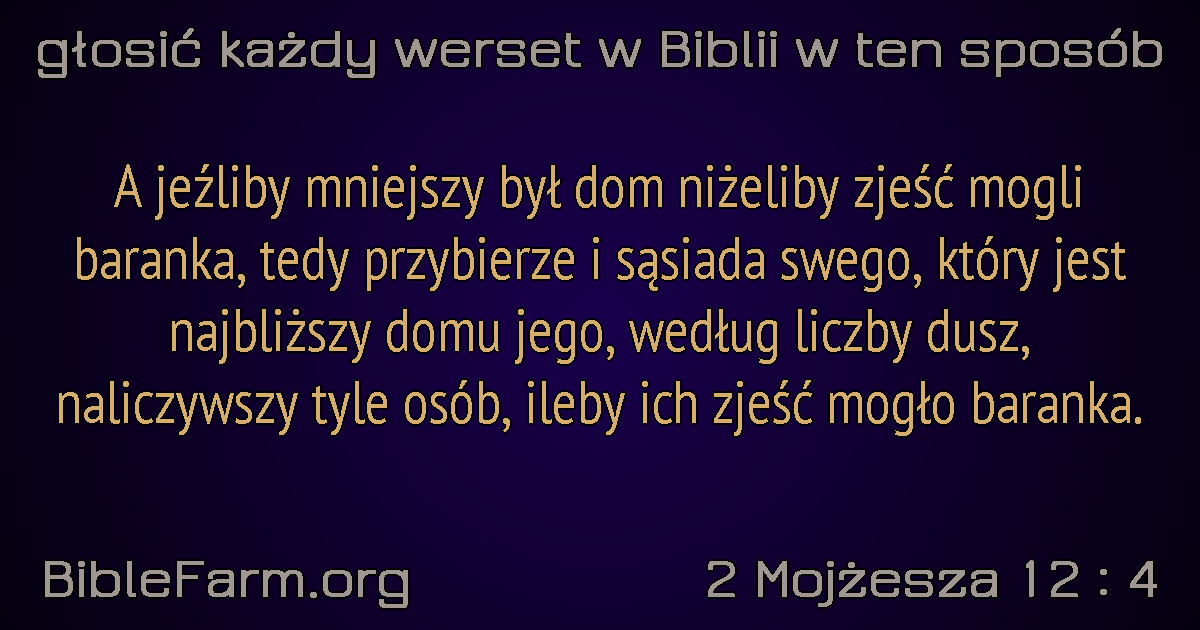 głosić każdy werset w Biblii w ten sposób
A jeźliby mniejszy był dom niżeliby zjeść mogli
baranka, tedy przybierze i sąsiada swego, który jest
najbliższy domu jego, według liczby dusz,
naliczywszy tyle osób, ileby ich zjeść mogło baranka.
BibleFarm.org
2 Mojżesza 12 : 4